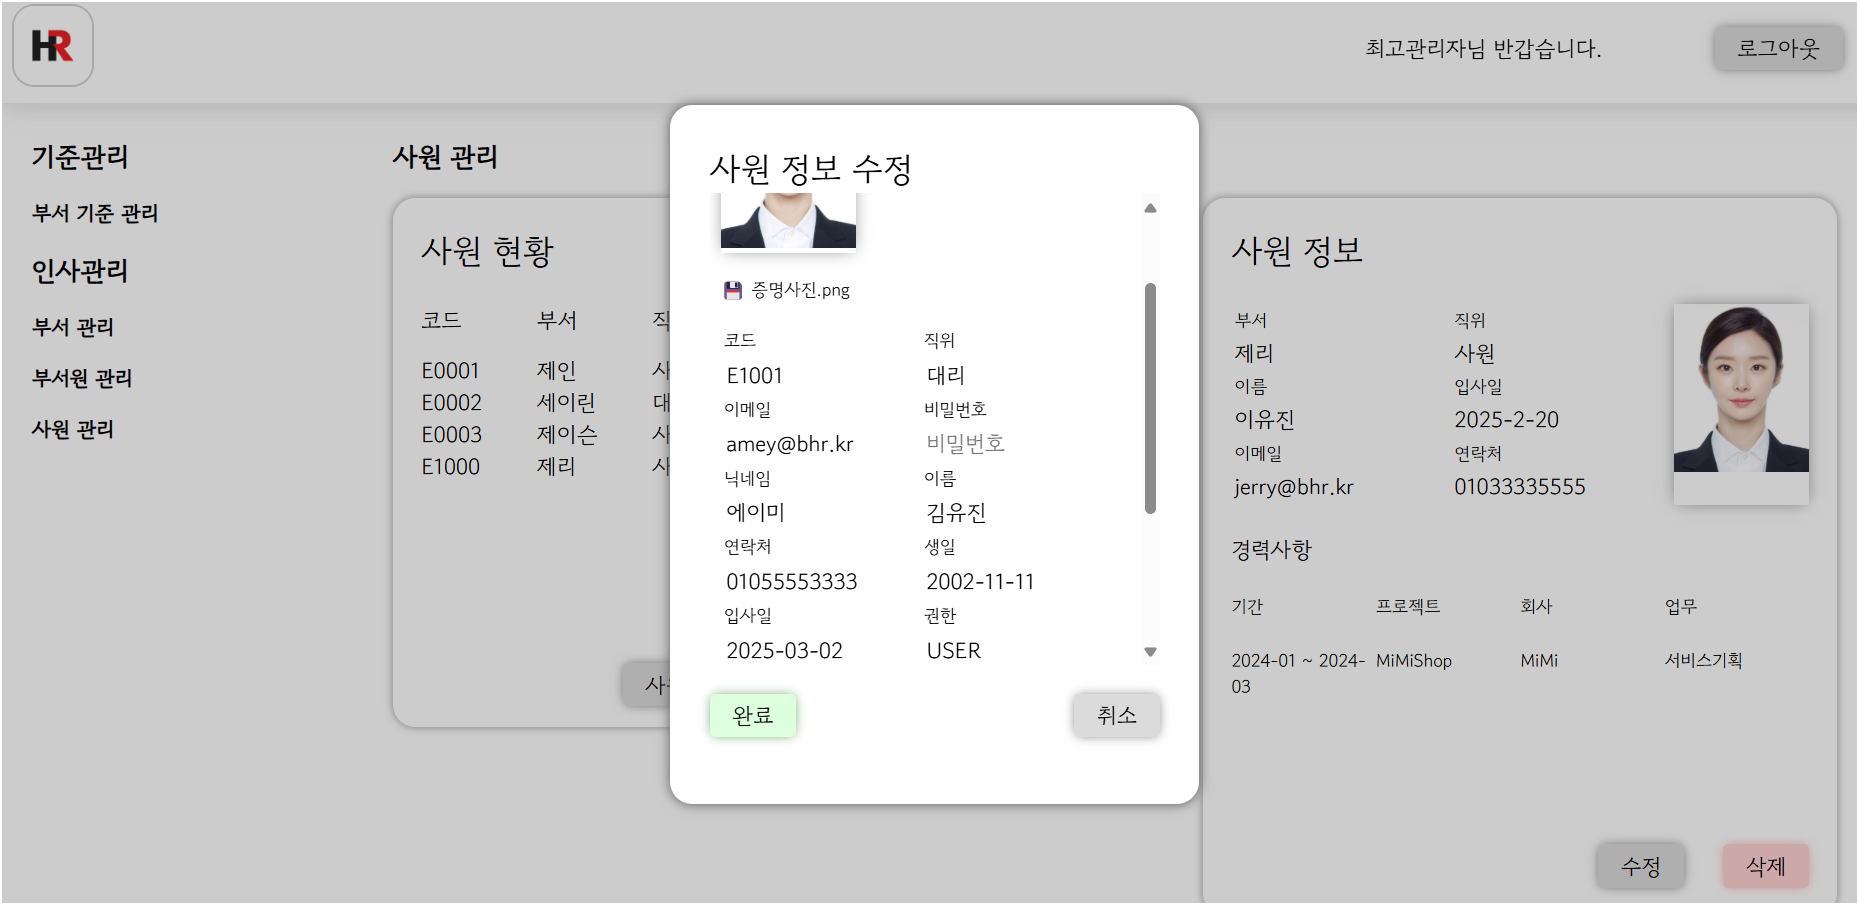 HR
최고관리자님 반갑습니다.
로그아웃
기준관리
부서 기준 관리
인사관리
부서 관리
부서원 관리
사원 관리
사원 관리
사원 현황
코드 부서 직
E0001 제인 사
E0002 세이린 대
E0003 제이슨 사
E1000 제리 사
사원 정보 수정
증명사진.png
코드 직위
E1001 대리
이메일 비밀번호
amey@bhr.kr 비밀번호
닉네임 이름
에이미 김유진
연락처 생일
01055553333 2002-11-11
입사일 권한
2025-03-02 USER
완료 취소
사원 정보
부서 직위
제리 사원
이름 입사일
이유진 2025-2-20
이메일 연락처
jerry@bhr.kr 01033335555
경력사항
기간 프로젝트 회사 업무
2024-01 ~ 2024- MiMiShop MiMi 서비스기획
03
수정 삭제